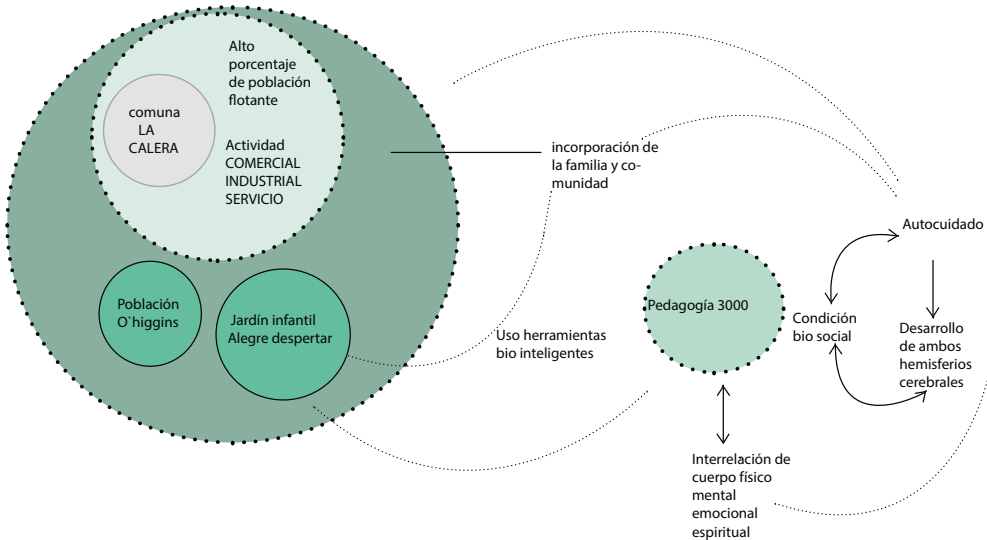 Alto
porcentaje
de población
flotante
comuna
LA
CALERA
Actividad
COMERCIAL
INDUSTRIAL
SERVICIO
incorporación de
la familia y co-
munidad
Población
O`higgins
Jardín infantil
Alegre despertar
Uso herramientas
bio inteligentes
Pedagogía 3000
Autocuidado
Condición
bio social
Desarrollo
de ambos
hemisferios
cerebrales
Interrelación de
cuerpo físico
mental
emocional
espiritual